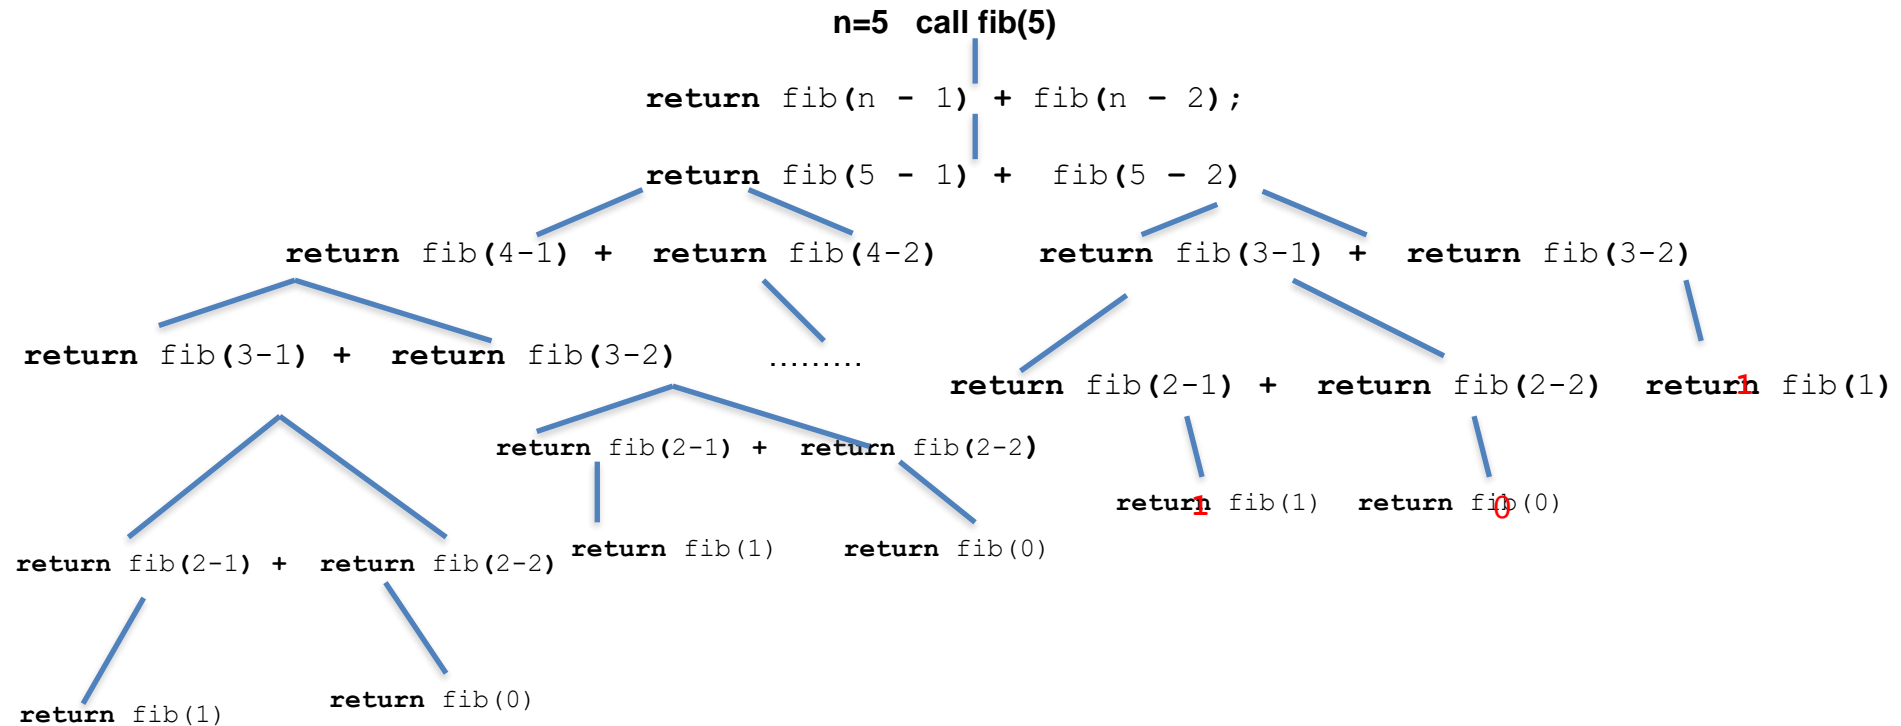 n=5 call fib(5)
return fib(n - 1) + fib(n – 2);
return fib(5 - 1) + fib(5 – 2)
return fib(4-1) + return fib(4-2) return fib(3-1) + return fib(3-2)
return fib(3-1) + return fib(3-2) .........
return fib(2-1) + return fib(2-2) return fib(1)
1
return fib(2-1) + return fib(2-2)
return fib(1) return fib(0)
1 0
return fib(1) return fib(0)
return fib(2-1) + return fib(2-2)
return fib(0)
return fib(1)